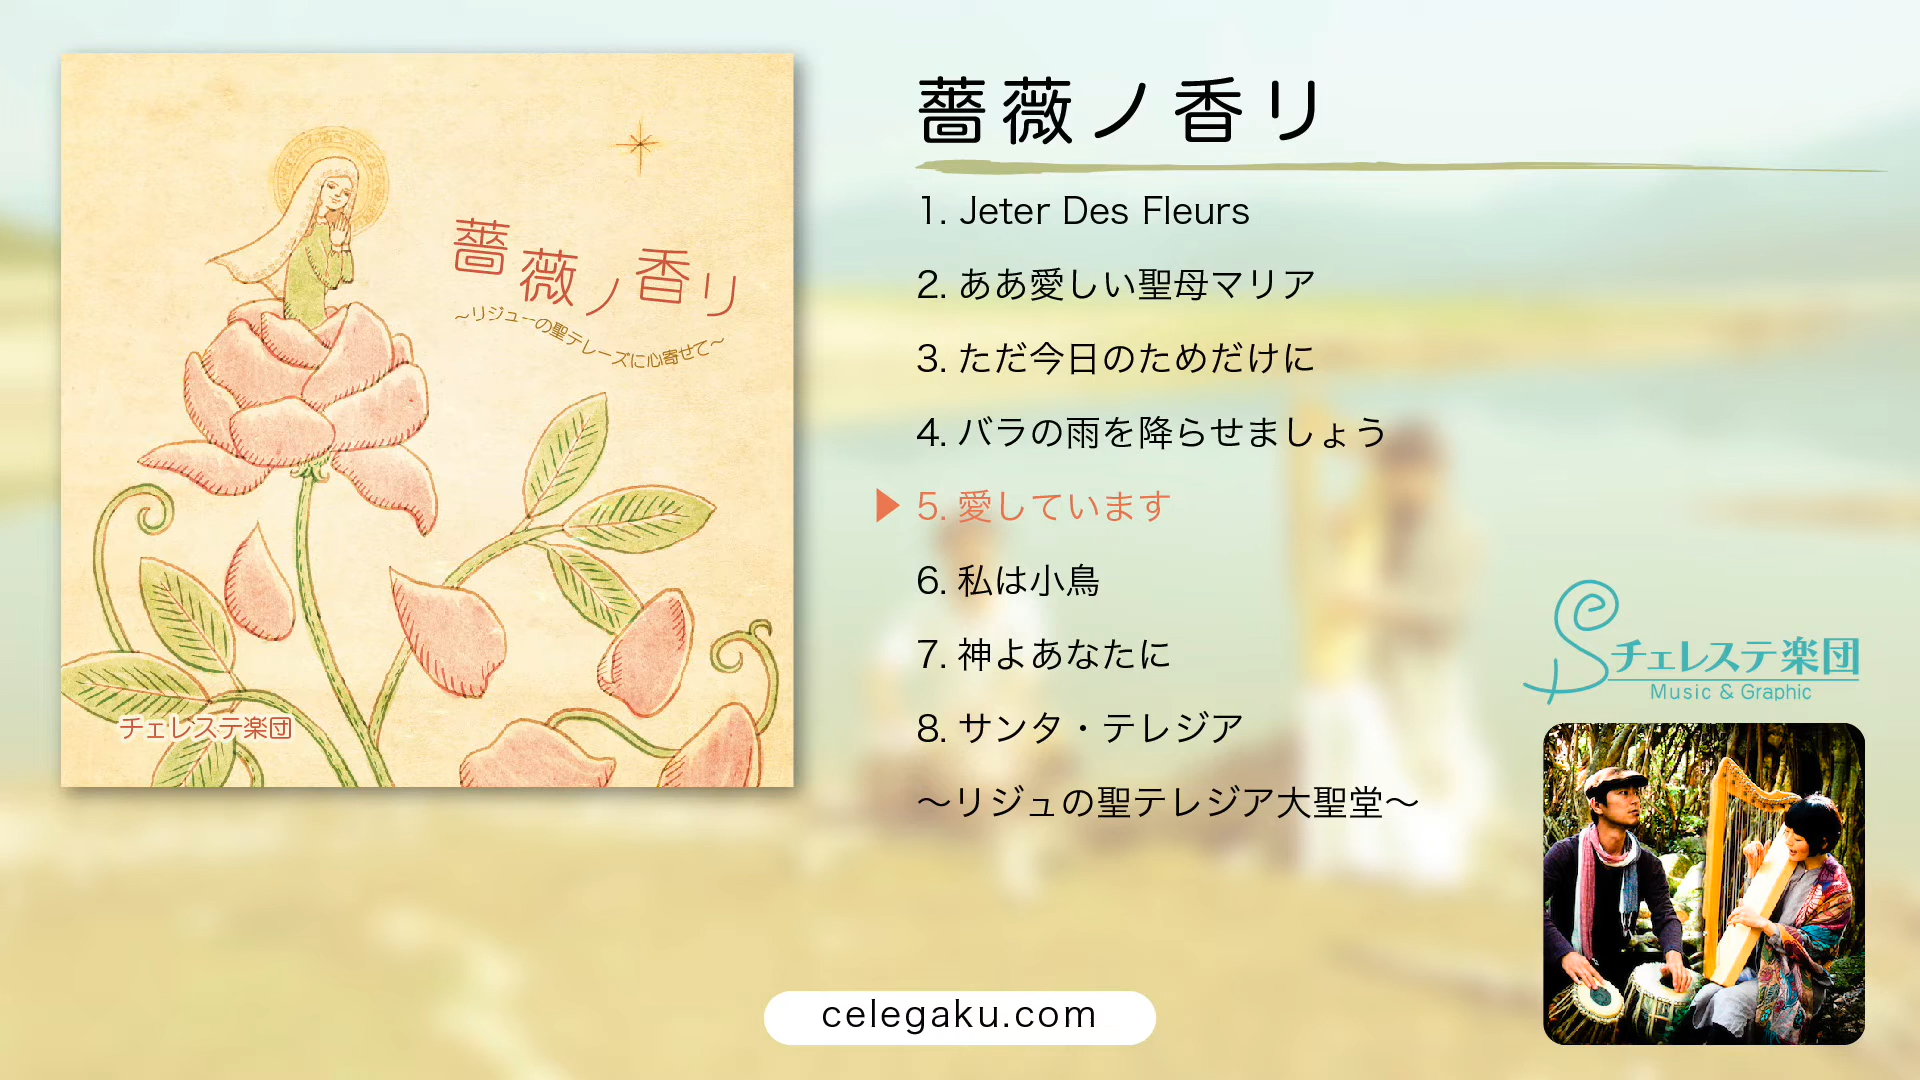 薔薇ノ香リ
~リジューの聖テレーズに心寄せて~
チェレステ楽団
薔薇ノ香リ
1. Jeter Des Fleurs
2. ああ愛しい聖母マリア
3. ただ今日のためだけに
4. バラの雨を降らせましょう
5. 愛しています
6. 私は小鳥
7. 神よあなたに
8. サンタ・テレジア
～リジュの聖テレジア大聖堂～
チェレステ楽団
Music & Graphic
celegaku.com